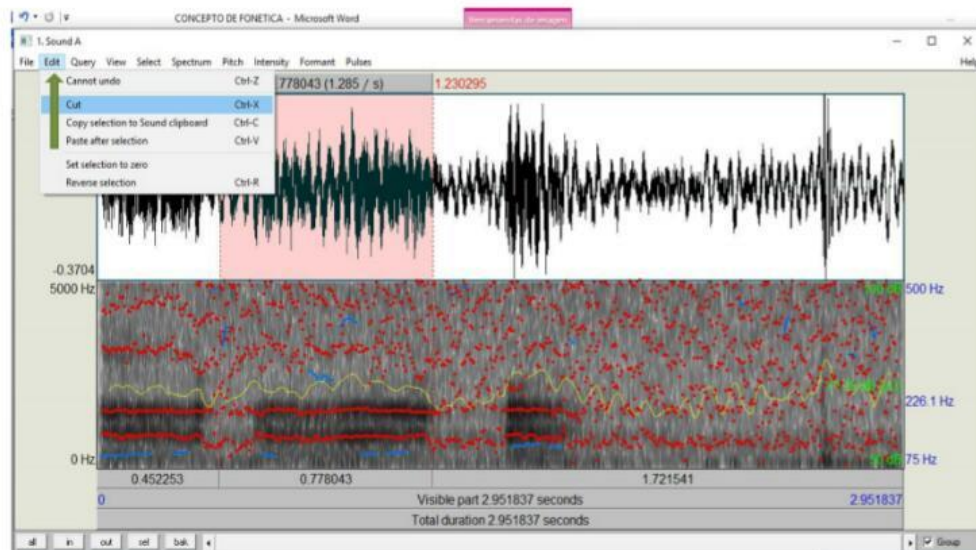 CONCEPTO DE FONETICA - Microsoft Word
Herramientas de imagen
1. Sound A
File Edit Query View Select Spectrum Pitch Intensity Formant Pulses Help
Cannot undo Ctrl-Z
Cut Ctrl-X
Copy selection to Sound clipboard Ctrl-C
Paste after selection Ctrl-V
Set selection to zero
Reverse selection Ctrl-R
.778043 (1.285 / s) 1.230295
-0.3704
5000 Hz 500 Hz
226.1 Hz
0 Hz 75 Hz
0.452253 0.778043 1.721541
0 Visible part 2.951837 seconds 2.951837
Total duration 2.951837 seconds
all in out sel bak Group